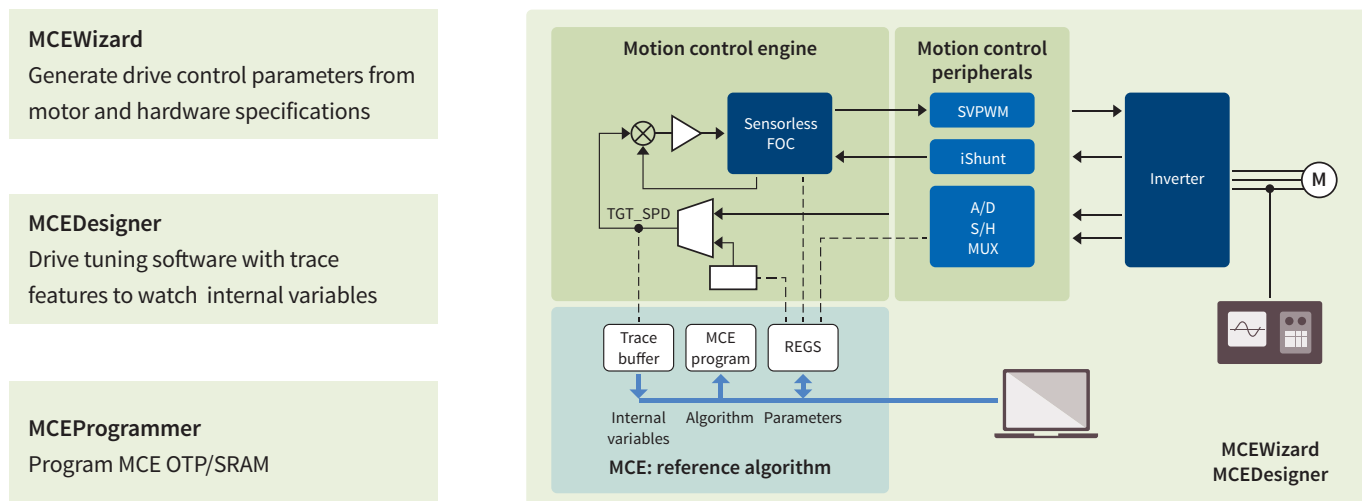 MCEWizard
Generate drive control parameters from
motor and hardware specifications
MCEDesigner
Drive tuning software with trace
features to watch internal variables
MCEProgrammer
Program MCE OTP/SRAM
Motion control engine
Motion control
peripherals
Sensorless
FOC
SVPWM
iShunt
A/D
S/H
MUX
Inverter
M
TGT_SPD
Trace
buffer
MCE
program
REGS
Internal
variables
Algorithm
Parameters
MCE: reference algorithm
MCEWizard
MCEDesigner